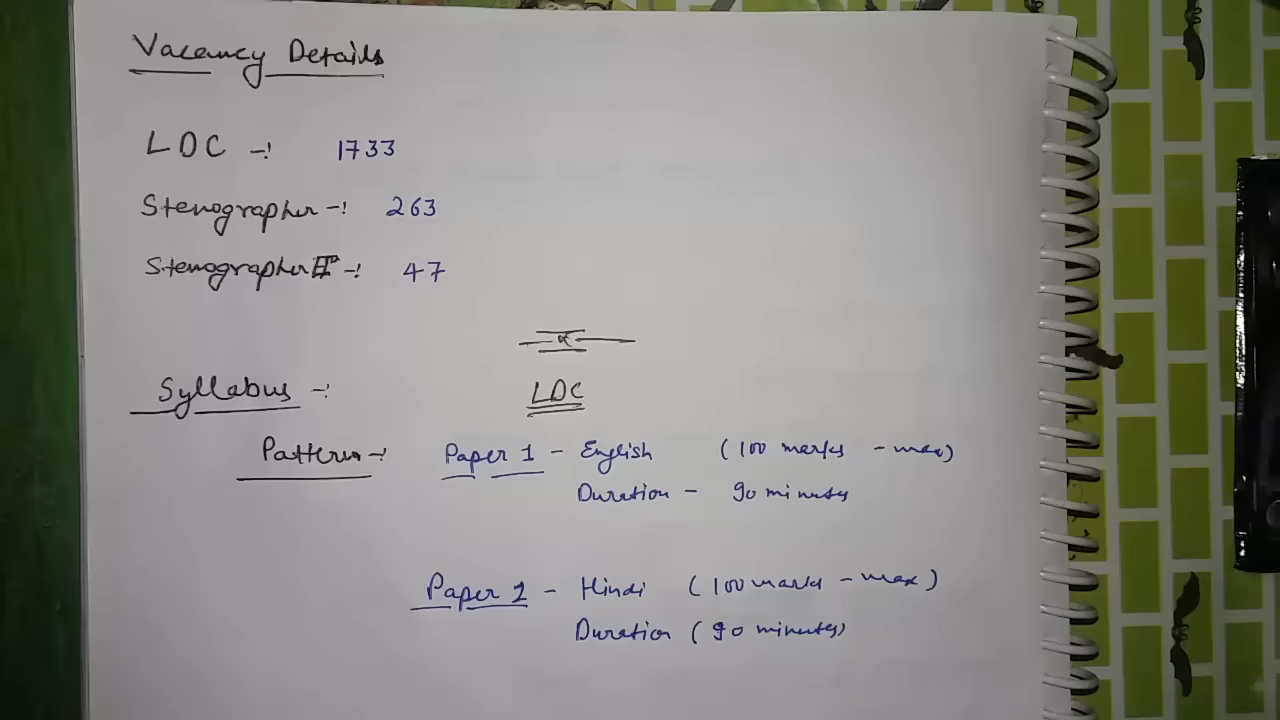 Vacancy Details
LDC -: 1733
Stenographer -: 263
Stenographer II -: 47
Syllabus -:
LDC
Pattern -: Paper 1 - English (100 marks - max)
Duration - 90 minutes
Paper 2 - Hindi (100 marks - max)
Duration (90 minutes)